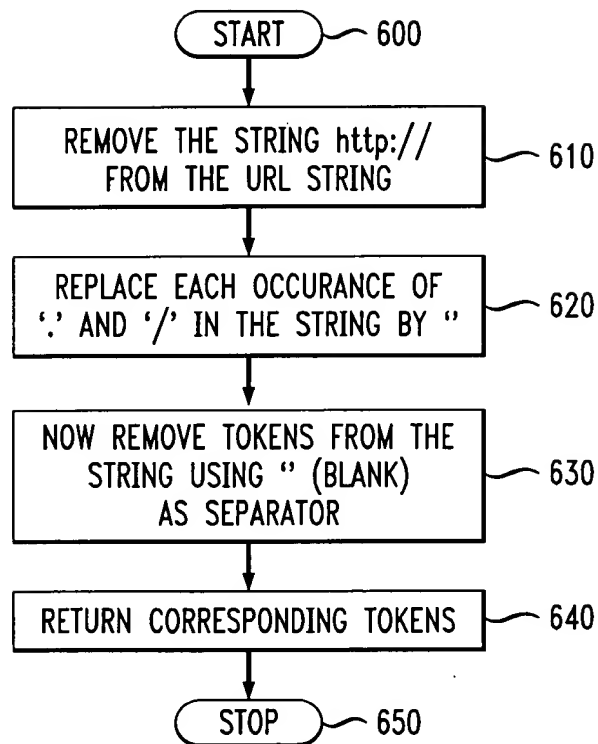 START 600
REMOVE THE STRING http://
FROM THE URL STRING 610
REPLACE EACH OCCURANCE OF
‘.’ AND ‘/’ IN THE STRING BY ‘’ 620
NOW REMOVE TOKENS FROM THE
STRING USING ‘’ (BLANK) 630
AS SEPARATOR
RETURN CORRESPONDING TOKENS 640
STOP 650